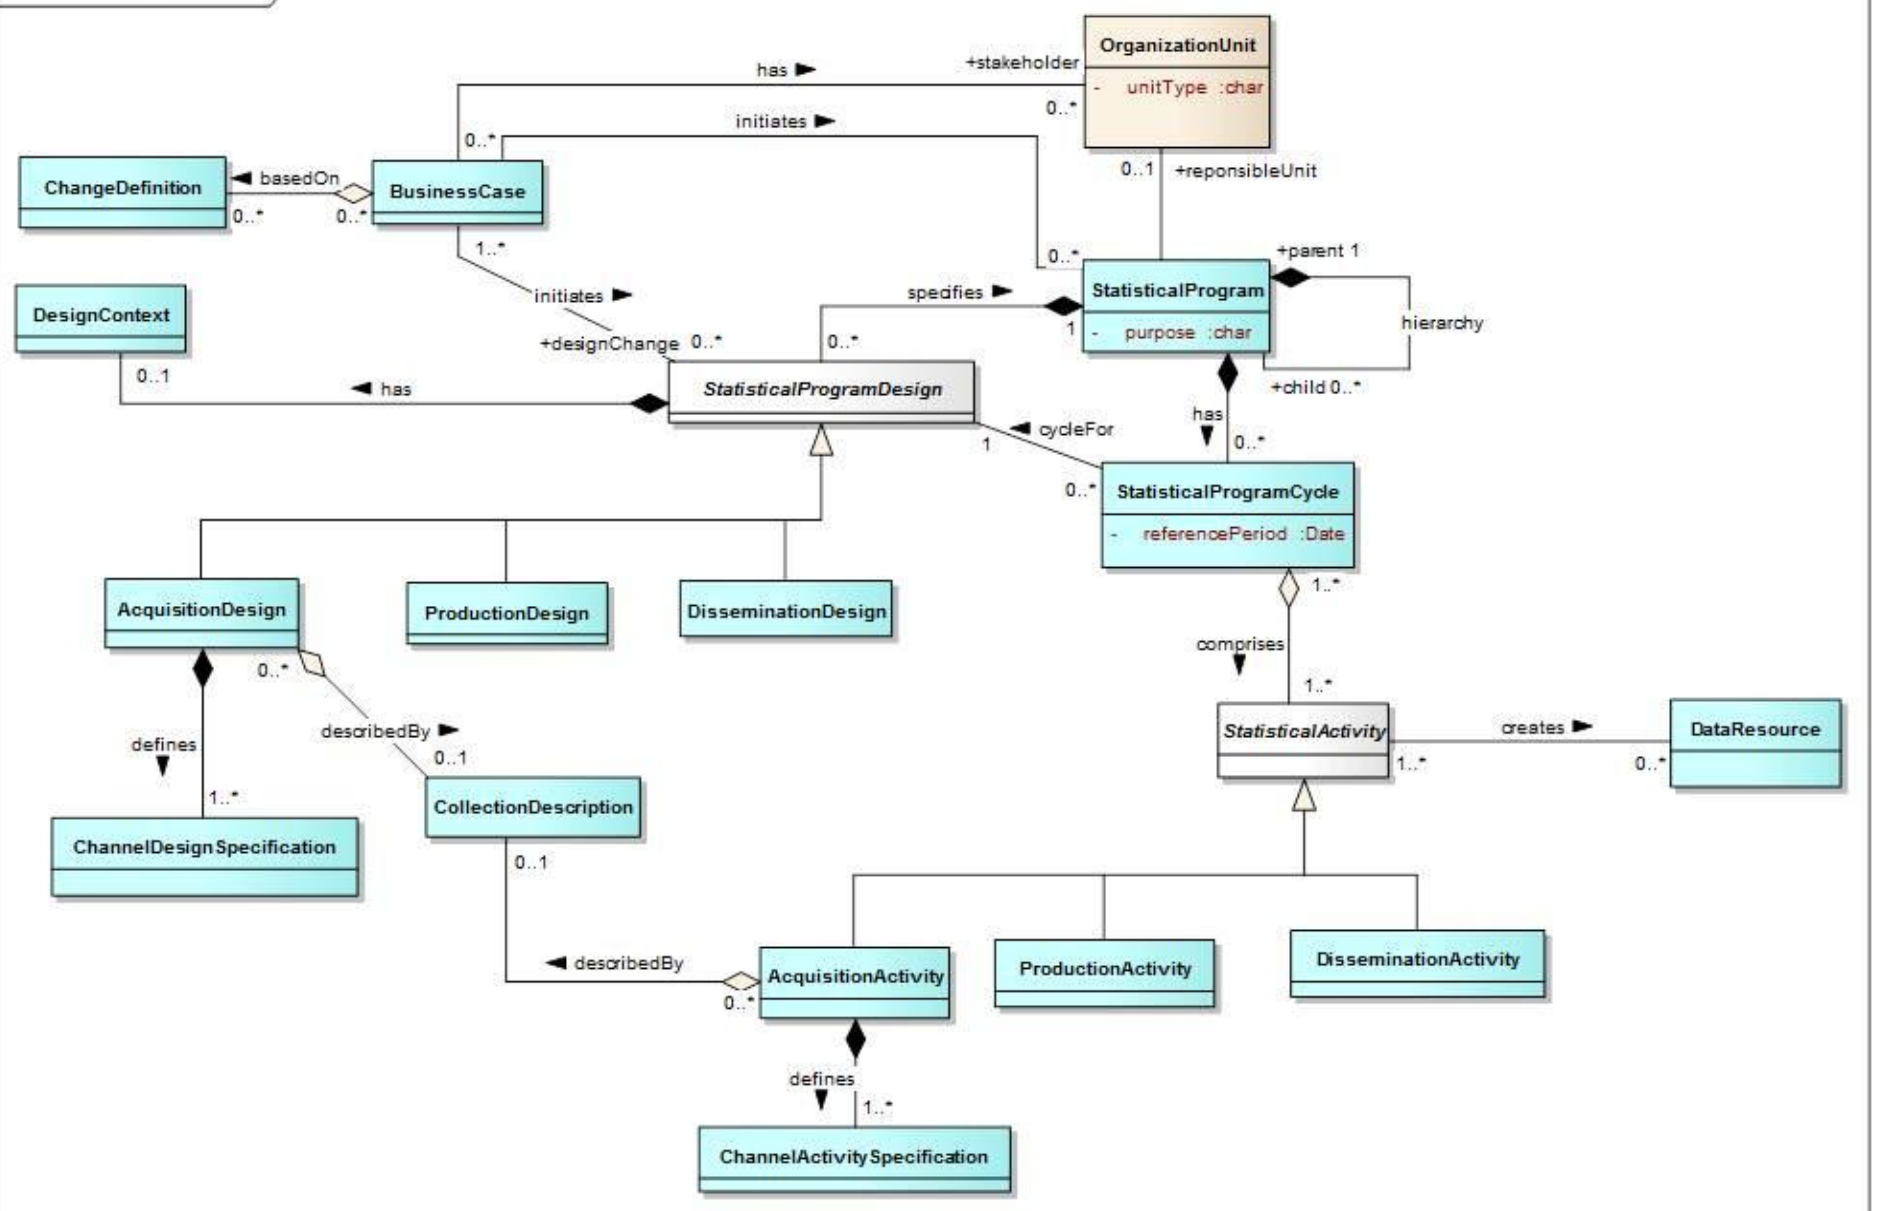 OrganizationUnit
- unitType :char
has
+stakeholder
0..*
0..*
initiates
0..1
+reponsibleUnit
ChangeDefinition
basedOn
0..*
0..*
BusinessCase
1..*
0..*
+parent 1
StatisticalProgram
- purpose :char
hierarchy
+child 0..*
DesignContext
0..1
initiates
+designChange 0..*
specifies
1
0..*
has
StatisticalProgramDesign
cycleFor
1
0..*
has
0..*
StatisticalProgramCycle
- referencePeriod :Date
1..*
AcquisitionDesign
ProductionDesign
DisseminationDesign
0..*
describedBy
0..1
defines
1..*
comprises
1..*
StatisticalActivity
creates
1..*
0..*
DataResource
ChannelDesignSpecification
CollectionDescription
0..1
describedBy
0..*
AcquisitionActivity
ProductionActivity
DisseminationActivity
defines
1..*
ChannelActivitySpecification